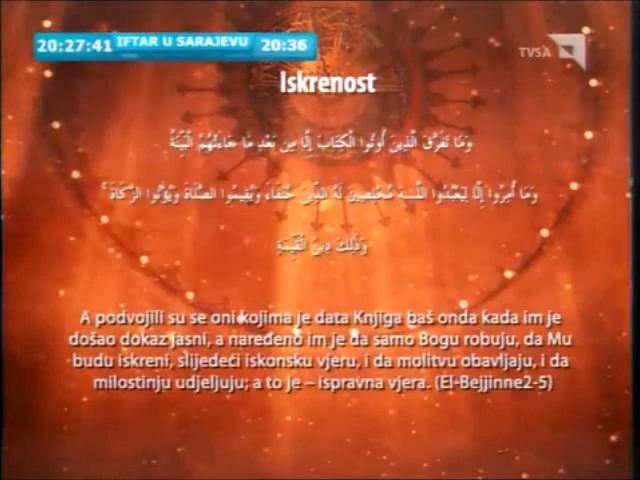 20:27:41 IFTAR U SARAJEVU 20:36
TVSA
Iskrenost
وَمَا تَفَرَّقَ الَّذِينَ أُوتُوا الْكِتَابَ إِلَّا مِن بَعْدِ مَا جَاءَتْهُمُ الْبَيِّنَةُ
وَمَا أُمِرُوا إِلَّا لِيَعْبُدُوا اللَّـهَ مُخْلِصِينَ لَهُ الدِّينَ حُنَفَاءَ وَيُقِيمُوا الصَّلَاةَ وَيُؤْتُوا الزَّكَاةَ ۚ
وَذَٰلِكَ دِينُ الْقَيِّمَةِ
A podvojili su se oni kojima je data Knjiga baš onda kada im je
došao dokaz jasni, a naređeno im je da samo Bogu robuju, da Mu
budu iskreni, slijedeći iskonsku vjeru, i da molitvu obavljaju, i da
milostinju udjeljuju; a to je – ispravna vjera. (El-Bejjinne2-5)